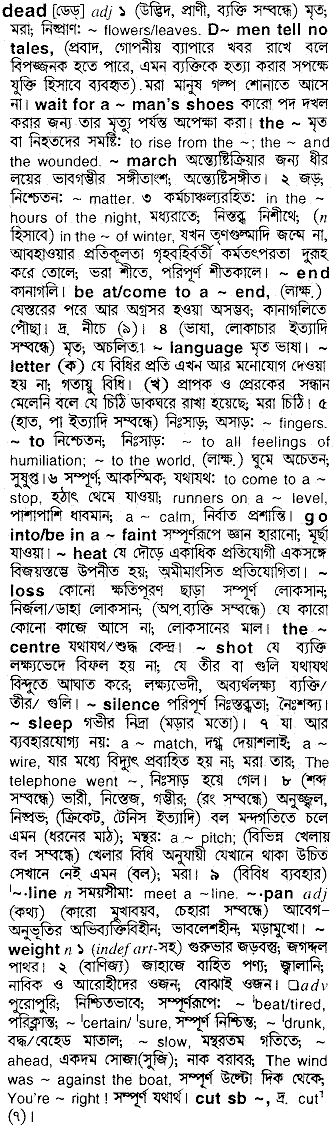 dead [ডেড্] adj ১ (উদ্ভিদ, প্রাণী, ব্যক্তি সম্বন্ধে) মৃত;
মরা; নিষ্প্রাণ: ~ flowers/leaves. D~ men tell no
tales, (প্রবাদ, গোপনীয় ব্যাপারে খবর রাখে বলে
বিপজ্জনক হতে পারে, এমন ব্যক্তিকে হত্যা করার সপক্ষে
যুক্তি হিসাবে ব্যবহৃত) মরা মানুষ গল্প শোনাতে আসে
না। wait for a ~ man's shoes কারো পদ দখল
করার জন্য তার মৃত্যু পর্যন্ত অপেক্ষা করা। the ~ মৃত
বা নিহতদের সমষ্টি: to rise from the ~; the ~ and
the wounded. ~ march অন্ত্যেষ্টিক্রিয়ার জন্য ধীর
লয়ের ভাবগম্ভীর সঙ্গীতাংশ; অন্ত্যেষ্টিসঙ্গীত। ২ জড়;
নিশ্চেতন: ~ matter. ৩ কর্মচাঞ্চল্যরহিত: in the ~
hours of the night, মধ্যরাতে; নিস্তব্ধ নিশীথে; (n
হিসাবে) in the ~ of winter, যখন তৃণগুল্মাদি জন্মে না,
আবহাওয়ার প্রতিকূলতা গৃহবহির্বর্তী কর্মতৎপরতা দুরূহ
করে তোলে; ভরা শীতে, পরিপূর্ণ শীতকালে। ~ end
কানাগলি। be at/come to a ~ end, (লাক্ষ.)
যেস্তরের পরে আর অগ্রসর হওয়া অসম্ভব; কানাগলিতে
পৌঁছা। দ্র. নীচে (৯)। ৪ (ভাষা, লোকাচার ইত্যাদি
সম্বন্ধে) মৃত; অচলিত। ~ language মৃত ভাষা। ~
letter (ক) যে বিধির প্রতি এখন আর মনোযোগ দেওয়া
হয় না; গতায়ু বিধি। (খ) প্রাপক ও প্রেরকের সন্ধান
মেলেনি বলে যে চিঠি ডাকঘরে রাখা হয়েছে; মরা চিঠি। ৫
(হাত, পা ইত্যাদি সম্বন্ধে) নিঃসাড়; অসাড়: ~ fingers.
~ to নিশ্চেতন; নিঃসাড়: ~ to all feelings of
humiliation; ~ to the world, (লাক্ষ.) ঘুমে অচেতন;
সুষুপ্ত। ৬ সম্পূর্ণ, আকস্মিক; যথাযথ: to come to a ~
stop, হঠাৎ থেমে যাওয়া; runners on a ~ level,
পাশাপাশি ধাবমান; a ~ calm, নির্বাত প্রশান্তি। go
into/be in a ~ faint সম্পূর্ণরূপে জ্ঞান হারানো; মূর্ছা
যাওয়া। ~ heat যে দৌড়ে একাধিক প্রতিযোগী একসঙ্গে
বিজয়স্তম্ভে উপনীত হয়; অমীমাংসিত প্রতিযোগিতা। ~
loss কোনো ক্ষতিপূরণ ছাড়া সম্পূর্ণ লোকসান;
নির্জলা/ডাহা লোকসান; (অপ.ব্যক্তি সম্বন্ধে) যে কারো
কোনো কাজে আসে না; লোকসানের মাল। the ~
centre যথাযথ/শুদ্ধ কেন্দ্র। ~ shot যে ব্যক্তি
লক্ষ্যভেদে বিফল হয় না; যে তীর বা গুলি যথাযথ
বিন্দুতে আঘাত করে; লক্ষ্যভেদী, অব্যর্থলক্ষ্য ব্যক্তি/
তীর/ গুলি। ~ silence পরিপূর্ণ নিঃস্তব্ধতা; নৈঃশব্দ্য।
~ sleep গভীর নিদ্রা (মড়ার মতো)। ৭ যা আর
ব্যবহারযোগ্য নয়: a ~ match, দগ্ধ দেয়াশলাই; a ~
wire, যার মধ্যে বিদ্যুৎ প্রবাহিত হয় না; মরা তার; The
telephone went ~, নিঃসাড় হয়ে গেল। ৮ (শব্দ
সম্বন্ধে) ভারী, নিস্তেজ, গম্ভীর; (রং সম্বন্ধে) অনুজ্জ্বল,
নিষ্প্রভ; (ক্রিকেট, টেনিস ইত্যাদি) বল মন্দগতিতে চলে
এমন (ধরনের মাঠ); মন্থর: a ~ pitch; (বিভিন্ন খেলায়
বল সম্বন্ধে) খেলার বিধি অনুযায়ী যেখানে থাকা উচিত
সেখানে নেই এমন (বল); মরা। ৯ (বিবিধ ব্যবহার)
ˈ~·line n সময়সীমা: meet a ~line. ~·pan adj
(কথ্য) (কারো মুখাবয়ব, চেহারা সম্বন্ধে) আবেগ-
অনুভূতির অভিব্যক্তিবিহীন; ভাবলেশহীন; মড়ামুখো। ~
weight n ১ (indef art-সহ) গুরুভার জড়বস্তু; জগদ্দল
পাথর। ২ (বাণিজ্য) জাহাজে বাহিত পণ্য; জ্বালানি;
নাবিক ও আরোহীদের ওজন; বোঝাই ওজন। □adv
পুরোপুরি; নিশ্চিতভাবে; সম্পূর্ণরূপে: ~ ˈbeat/tired,
পরিক্লান্ত; ~ ˈcertain/ ˈsure, সম্পূর্ণ নিশ্চিত; ~ ˈdrunk,
বদ্ধ/বেহেড মাতাল; ~ slow, মন্থরতম গতিতে; ~
ahead, একদম সোজা(সুজি); নাক বরাবর; The wind
was ~ against the boat, সম্পূর্ণ উল্টো দিক থেকে;
You're ~ right ! সম্পূর্ণ যথার্থ। cut sb ~, দ্র. cut¹
(৭)।